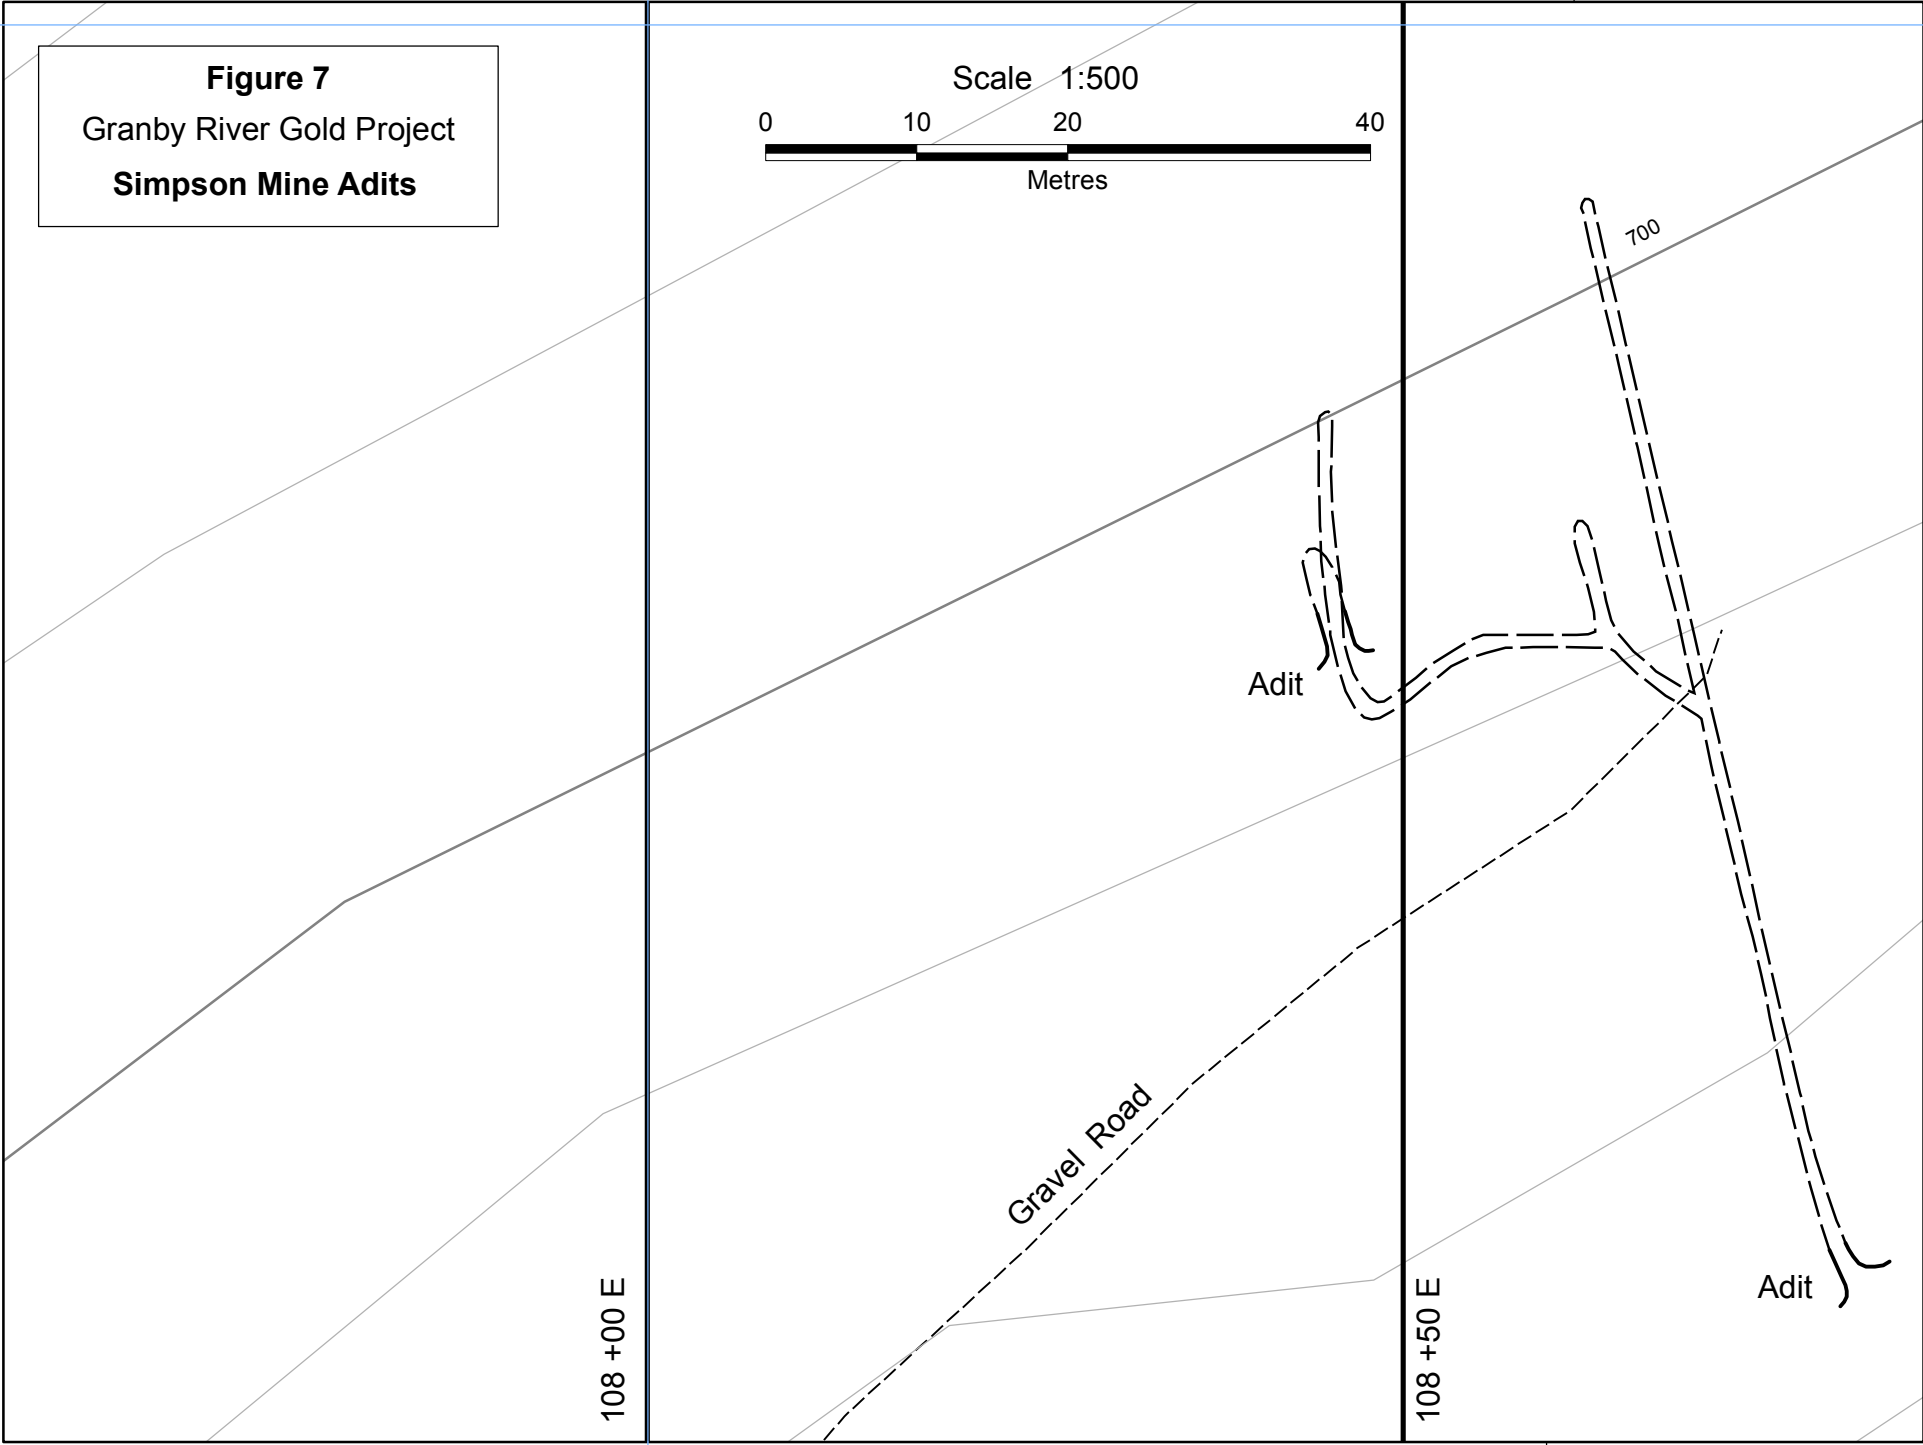 Figure 7
Granby River Gold Project
Simpson Mine Adits
Scale 1:500
0 10 20 40
Metres
700
Adit
Gravel Road
108 +00 E
108 +50 E
Adit